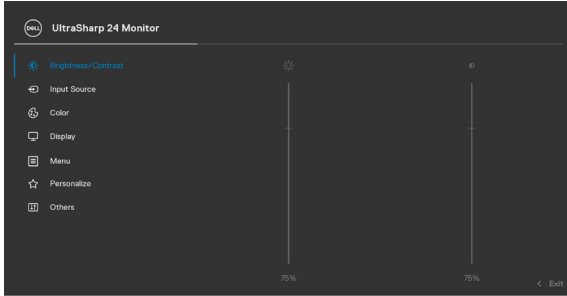 DELL UltraSharp 24 Monitor
Brightness/Contrast
Input Source
Color
Display
Menu
Personalize
Others
75% 75%
Exit